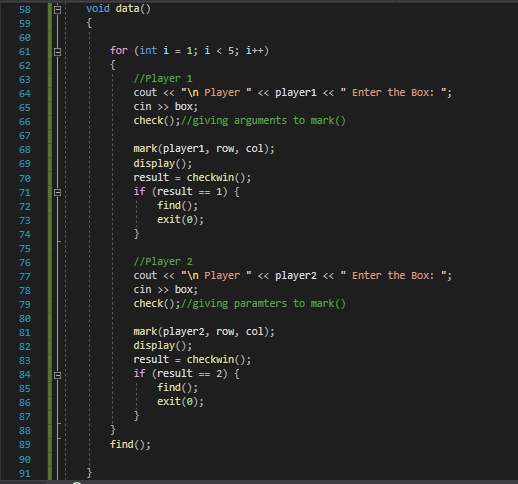 58 void data()
59 {
60
61 for (int i = 1; i < 5; i++)
62 {
63 //Player 1
64 cout << "\n Player " << player1 << " Enter the Box: ";
65 cin >> box;
66 check();//giving arguments to mark()
67
68 mark(player1, row, col);
69 display();
70 result = checkwin();
71 if (result == 1) {
72 find();
73 exit(0);
74 }
75
76 //Player 2
77 cout << "\n Player " << player2 << " Enter the Box: ";
78 cin >> box;
79 check();//giving paramters to mark()
80
81 mark(player2, row, col);
82 display();
83 result = checkwin();
84 if (result == 2) {
85 find();
86 exit(0);
87 }
88 }
89 find();
90
91 }